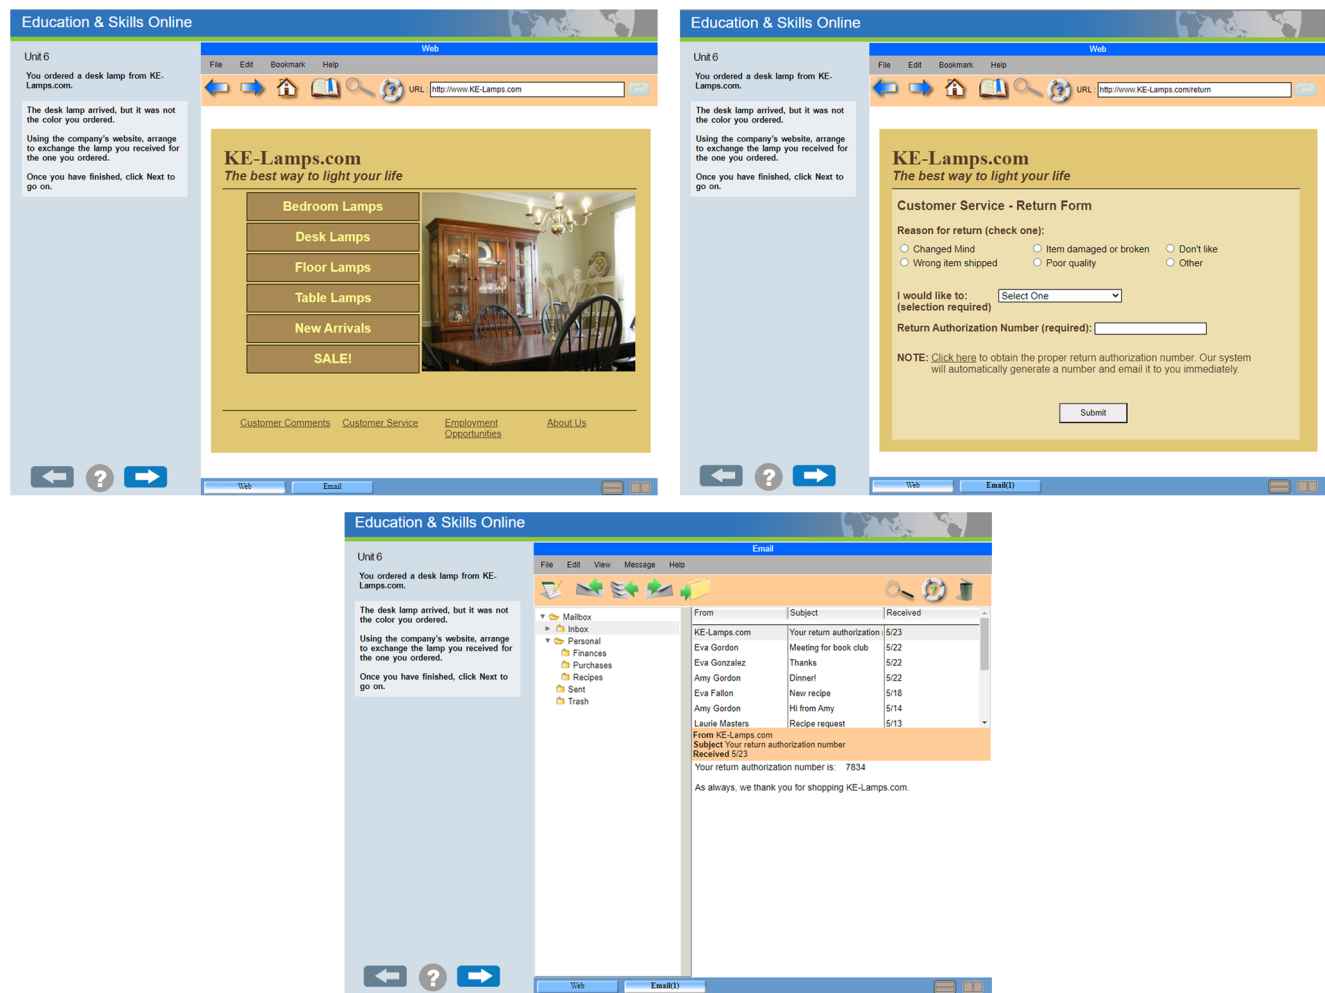 Education & Skills Online
Unit 6
You ordered a desk lamp from KE-
Lamps.com.
The desk lamp arrived, but it was not
the color you ordered.
Using the company's website, arrange
to exchange the lamp you received for
the one you ordered.
Once you have finished, click Next to
go on.
Web
File Edit Bookmark Help
URL : http://www.KE-Lamps.com
KE-Lamps.com
The best way to light your life
Bedroom Lamps
Desk Lamps
Floor Lamps
Table Lamps
New Arrivals
SALE!
Customer Comments Customer Service Employment About Us
Opportunities
?
Web Email
Education & Skills Online
Unit 6
You ordered a desk lamp from KE-
Lamps.com.
The desk lamp arrived, but it was not
the color you ordered.
Using the company's website, arrange
to exchange the lamp you received for
the one you ordered.
Once you have finished, click Next to
go on.
Web
File Edit Bookmark Help
URL : http://www.KE-Lamps.com/return
KE-Lamps.com
The best way to light your life
Customer Service - Return Form
Reason for return (check one):
Changed Mind Item damaged or broken Don't like
Wrong item shipped Poor quality Other
I would like to: Select One
(selection required)
Return Authorization Number (required):
NOTE: Click here to obtain the proper return authorization number. Our system
will automatically generate a number and email it to you immediately.
Submit
?
Web Email(1)
Education & Skills Online
Unit 6
You ordered a desk lamp from KE-
Lamps.com.
The desk lamp arrived, but it was not
the color you ordered.
Using the company's website, arrange
to exchange the lamp you received for
the one you ordered.
Once you have finished, click Next to
go on.
Email
File Edit View Message Help
Mailbox
Inbox
Personal
Finances
Purchases
Recipes
Sent
Trash
From Subject Received
KE-Lamps.com Your return authorization 5/23
Eva Gordon Meeting for book club 5/22
Eva Gonzalez Thanks 5/22
Amy Gordon Dinner! 5/22
Eva Fallon New recipe 5/18
Amy Gordon Hi from Amy 5/14
Laurie Masters Recipe request 5/13
From KE-Lamps.com
Subject Your return authorization number
Received 5/23
Your return authorization number is: 7834
As always, we thank you for shopping KE-Lamps.com.
?
Web Email(1)